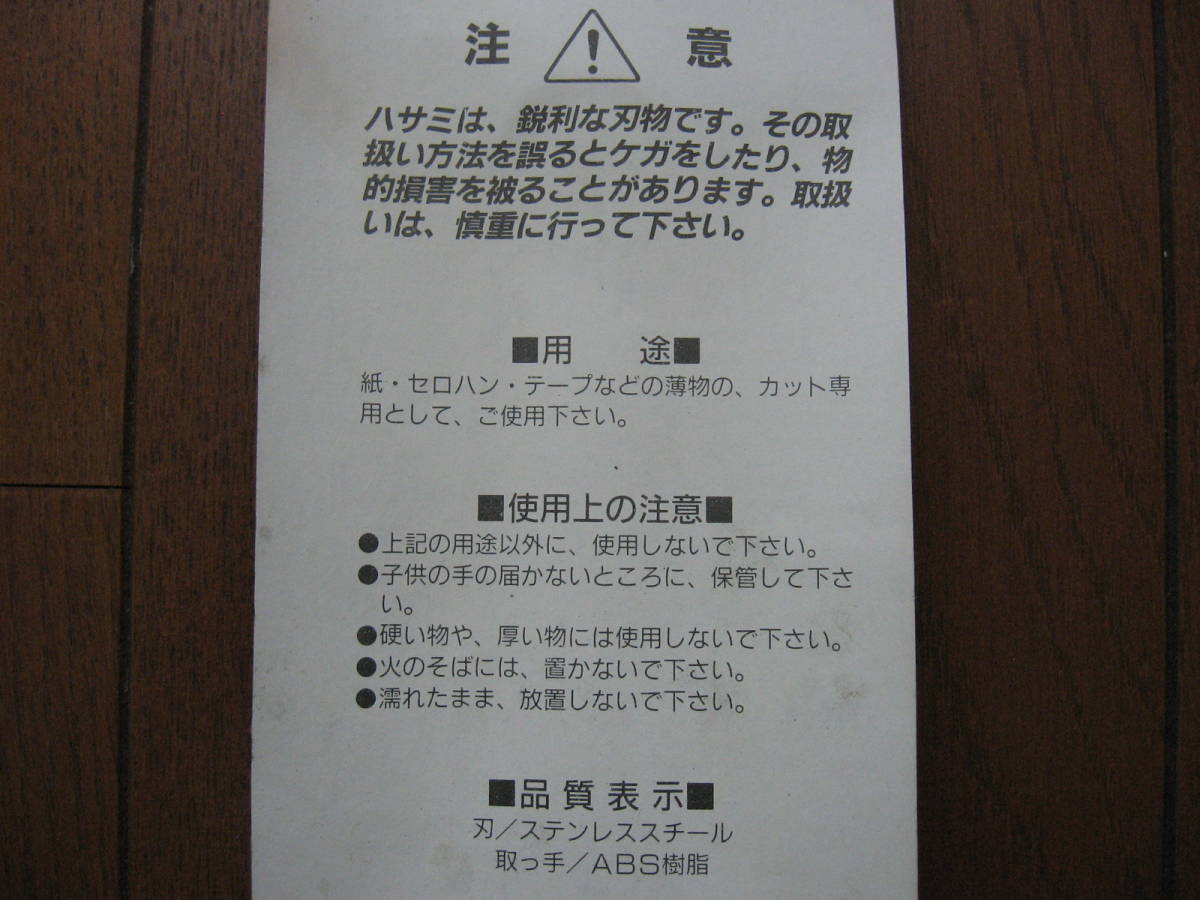 注 意
ハサミは、鋭利な刃物です。その取
扱い方法を誤るとケガをしたり、物
的損害を被ることがあります。取扱
いは、慎重に行って下さい。
■用 途■
紙・セロハン・テープなどの薄物の、カット専
用として、ご使用下さい。
■使用上の注意■
●上記の用途以外に、使用しないで下さい。
●子供の手の届かないところに、保管して下さ
い。
●硬い物や、厚い物には使用しないで下さい。
●火のそばには、置かないで下さい。
●濡れたまま、放置しないで下さい。
■品質表示■
刃/ステンレススチール
取っ手/ABS樹脂